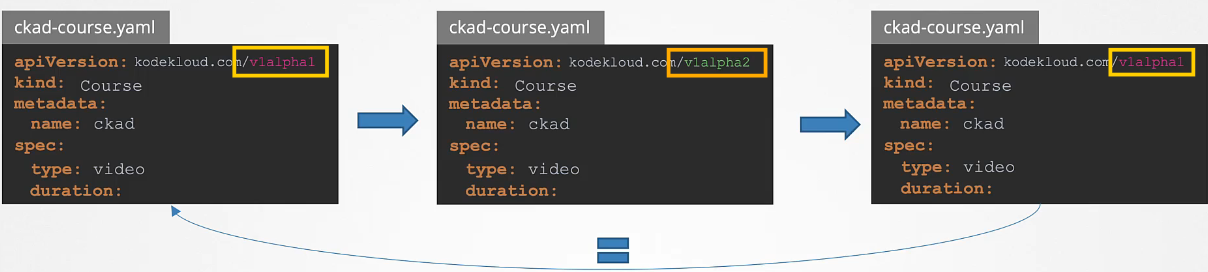 ckad-course.yaml
apiVersion: kodekloud.com/v1alpha1
kind: Course
metadata:
name: ckad
spec:
type: video
duration:
ckad-course.yaml
apiVersion: kodekloud.com/v1alpha2
kind: Course
metadata:
name: ckad
spec:
type: video
duration:
ckad-course.yaml
apiVersion: kodekloud.com/v1alpha1
kind: Course
metadata:
name: ckad
spec:
type: video
duration: